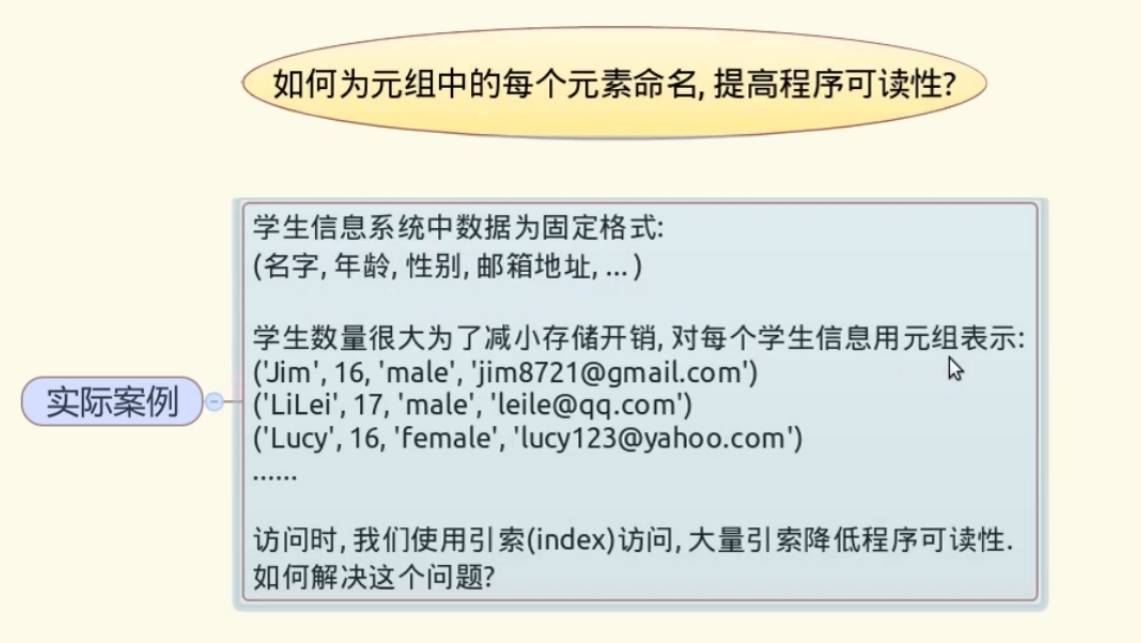 如何为元组中的每个元素命名, 提高程序可读性?
学生信息系统中数据为固定格式:
(名字, 年龄, 性别, 邮箱地址, ... )
学生数量很大为了减小存储开销, 对每个学生信息用元组表示:
('Jim', 16, 'male', 'jim8721@gmail.com')
('LiLei', 17, 'male', 'leile@qq.com')
('Lucy', 16, 'female', 'lucy123@yahoo.com')
......
实际案例
访问时, 我们使用引索(index)访问, 大量引索降低程序可读性.
如何解决这个问题?